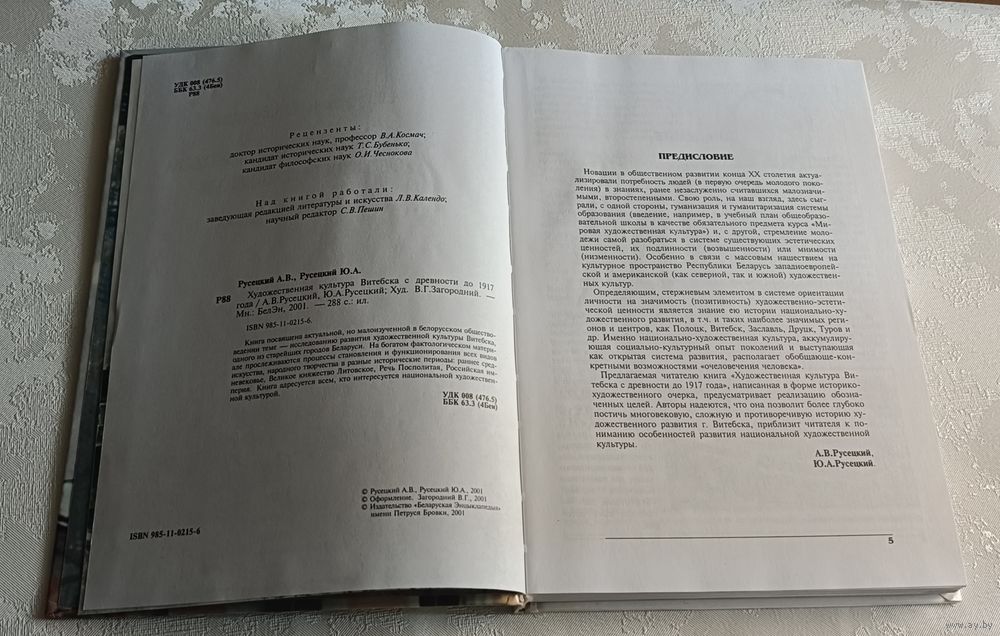 УДК 008 (476.5)
ББК 63.3 (4Беи)
Р88
Рецензенты:
доктор исторических наук, профессор В.А.Космач;
кандидат исторических наук Т.С.Бубенько;
кандидат философских наук О.И.Чеснокова
Над книгой работали:
заведующая редакцией литературы и искусства Л.В.Календо;
научный редактор С.В.Пешин
Русецкий А.В., Русецкий Ю.А.
Р88 Художественная культура Витебска с древности до 1917
года / А.В.Русецкий, Ю.А.Русецкий; Худ. В.Г.Загородний. —
Мн.: БелЭн, 2001. — 288 с.: ил.
ISBN 985-11-0215-6.
Книга посвящена актуальной, но малоизученной в белорусском общество-
ведении теме — исследованию развития художественной культуры Витебска,
одного из старейших городов Беларуси. На богатом фактологическом матери-
але прослеживаются процессы становления и функционирования всех видов
искусства, народного творчества в разные исторические периоды: раннее сред-
невековье, Великое княжество Литовское, Речь Посполитая, Российская им-
перия. Книга адресуется всем, кто интересуется национальной художествен-
ной культурой.
УДК 008 (476.5)
ББК 63.3 (4Беи)
© Русецкий А.В., Русецкий Ю.А., 2001
© Оформление. Загородний В.Г., 2001
© Издательство «Беларуская Энцыклапедыя»
имени Петруся Бровки, 2001
ISBN 985-11-0215-6
ПРЕДИСЛОВИЕ
Новации в общественном развитии конца XX столетия акту-
ализировали потребность людей (в первую очередь молодого поко-
ления) в знаниях, ранее незаслуженно считавшихся малозначи-
мыми, второстепенными. Свою роль, на наш взгляд, здесь сыг-
рали, с одной стороны, гуманизация и гуманитаризация системы
образования (введение, например, в учебный план общеобразо-
вательной школы в качестве обязательного предмета курса «Ми-
ровая художественная культура») и, с другой, стремление моло-
дежи самой разобраться в системе существующих эстетических
ценностей, их подлинности (возвышенности) или мнимости
(низменности). Особенно в связи с массовым нашествием на
культурное пространство Республики Беларусь западноевропей-
ской и американской (как северной, так и южной) художествен-
ных культур.
Определяющим, стержневым элементом в системе ориентации
личности на значимость (позитивность) художественно-эстети-
ческой ценности является знание ею истории национально-ху-
дожественного развития, в т.ч. и таких наиболее значимых реги-
онов и центров, как Полоцк, Витебск, Заславль, Друцк, Туров и
др. Именно национально-художественная культура, аккумулиру-
ющая социально-культурный опыт поколений и выступающая
как открытая система развития, располагает обобщающе-кон-
кретными возможностями «очеловечения человека».
Предлагаемая читателю книга «Художественная культура Ви-
тебска с древности до 1917 года», написанная в форме историко-
художественного очерка, предусматривает реализацию обозна-
ченных целей. Авторы надеются, что она позволит более глубоко
постичь многовековую, сложную и противоречивую историю ху-
дожественного развития г. Витебска, приблизит читателя к по-
ниманию особенностей развития национальной художественной
культуры.
А.В.Русецкий,
Ю.А.Русецкий.
5
www.ay.by